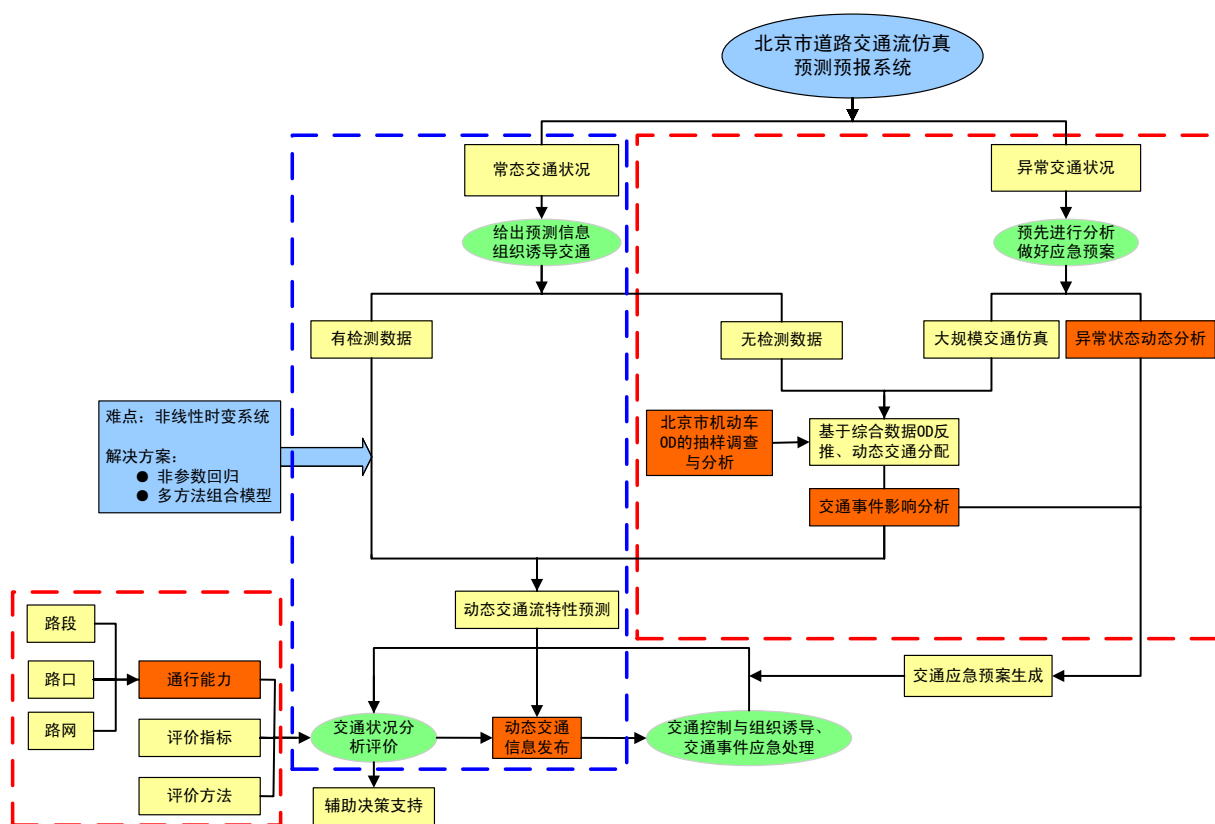 北京市道路交通流仿真
预测预报系统
常态交通状况
异常交通状况
给出预测信息
组织诱导交通
预先进行分析
做好应急预案
有检测数据
无检测数据
大规模交通仿真
异常状态动态分析
难点：非线性时变系统
解决方案：
● 非参数回归
● 多方法组合模型
北京市机动车
OD的抽样调查
与分析
基于综合数据OD反
推、动态交通分配
交通事件影响分析
动态交通流特性预测
路段
路口
路网
通行能力
评价指标
评价方法
交通应急预案生成
交通状况分
析评价
动态交通
信息发布
交通控制与组织诱导、
交通事件应急处理
辅助决策支持